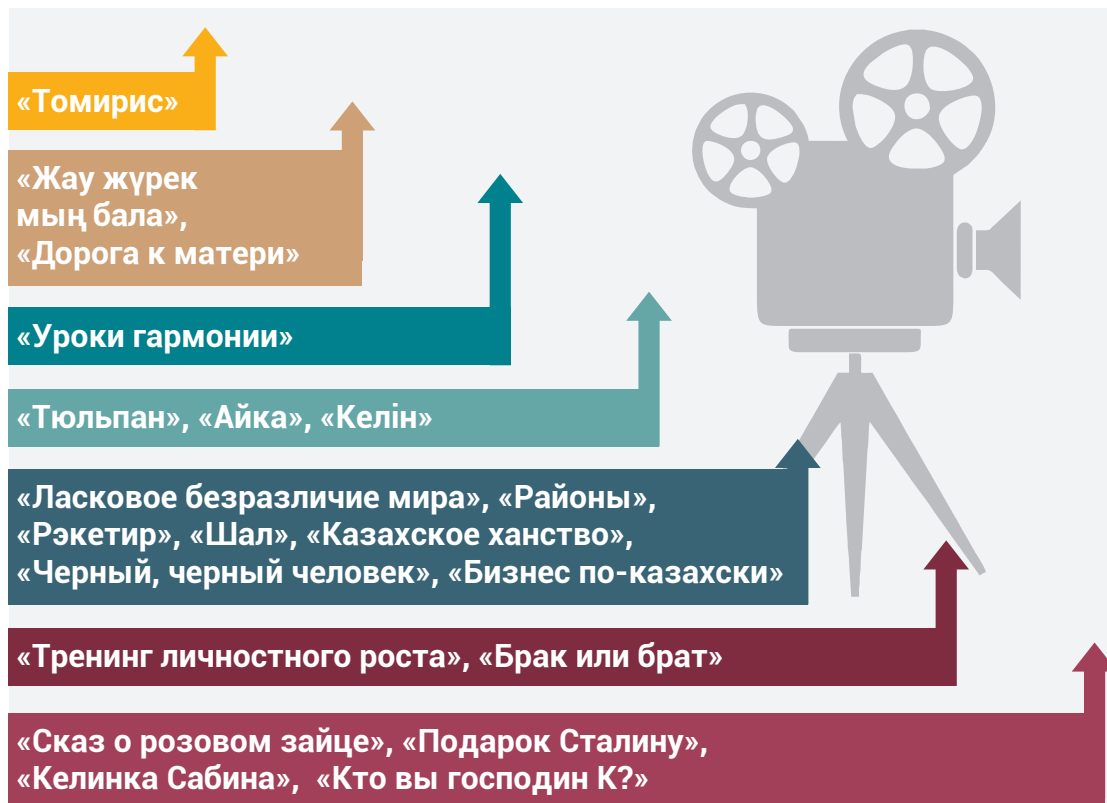 «Томирис»
«Жау жүрек
мың бала»,
«Дорога к матери»
«Уроки гармонии»
«Тюльпан», «Айка», «Келін»
«Ласковое безразличие мира», «Районы»,
«Рэкетир», «Шал», «Казахское ханство»,
«Черный, черный человек», «Бизнес по-казахски»
«Тренинг личностного роста», «Брак или брат»
«Сказ о розовом зайце», «Подарок Сталину»,
«Келинка Сабина», «Кто вы господин К?»